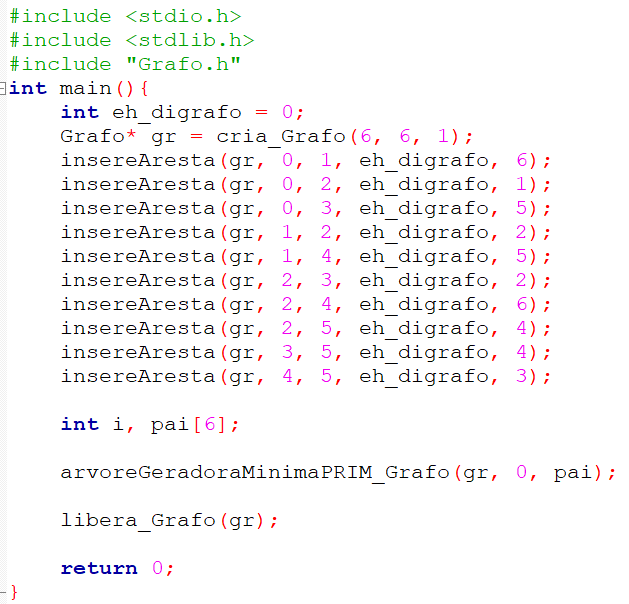 #include <stdio.h>
#include <stdlib.h>
#include "Grafo.h"
int main(){
    int eh_digrafo = 0;
    Grafo* gr = cria_Grafo(6, 6, 1);
    insereAresta(gr, 0, 1, eh_digrafo, 6);
    insereAresta(gr, 0, 2, eh_digrafo, 1);
    insereAresta(gr, 0, 3, eh_digrafo, 5);
    insereAresta(gr, 1, 2, eh_digrafo, 2);
    insereAresta(gr, 1, 4, eh_digrafo, 5);
    insereAresta(gr, 2, 3, eh_digrafo, 2);
    insereAresta(gr, 2, 4, eh_digrafo, 6);
    insereAresta(gr, 2, 5, eh_digrafo, 4);
    insereAresta(gr, 3, 5, eh_digrafo, 4);
    insereAresta(gr, 4, 5, eh_digrafo, 3);

    int i, pai[6];

    arvoreGeradoraMinimaPRIM_Grafo(gr, 0, pai);

    libera_Grafo(gr);

    return 0;
}